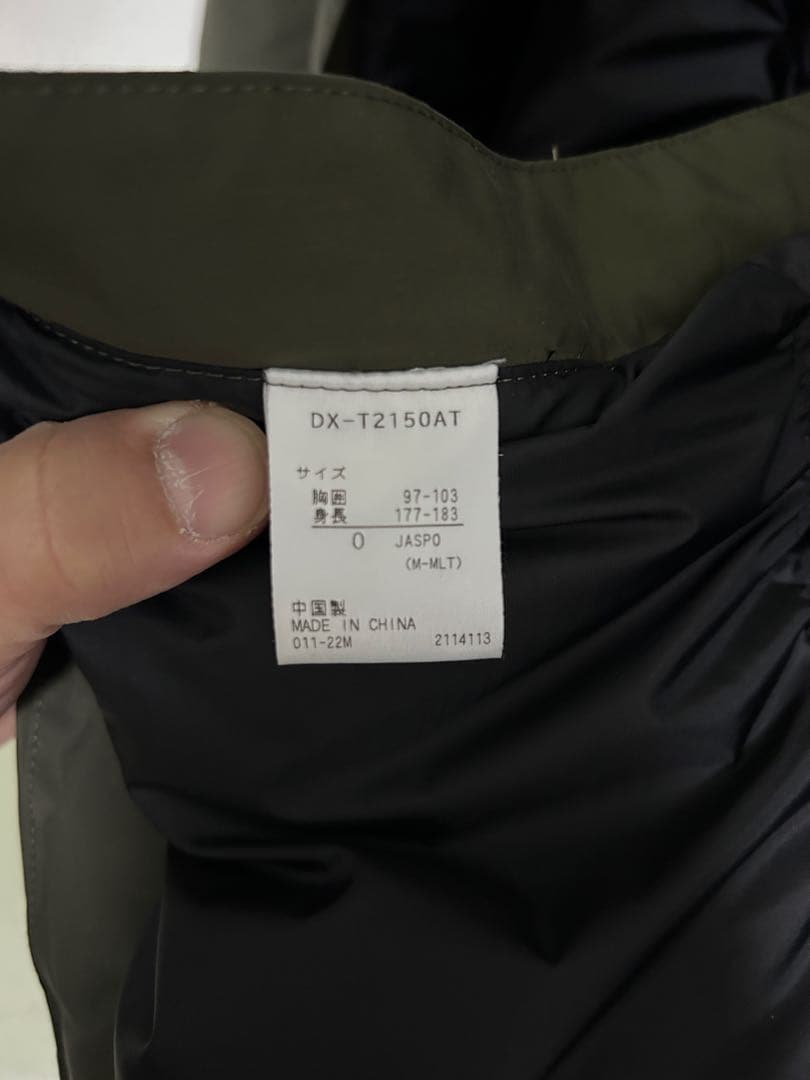 DX-T2150AT
サイズ
胸囲 97-103
身長 177-183
O JASPO
(M-MLT)
中国製
MADE IN CHINA
011-22M 2114113